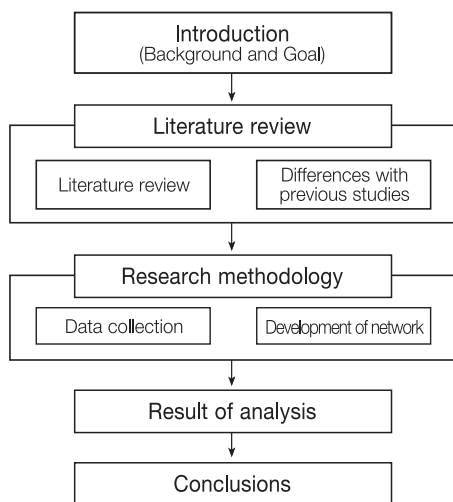 Introduction
(Background and Goal)
Literature review
Literature review
Differences with
previous studies
Research methodology
Data collection
Development of network
Result of analysis
Conclusions